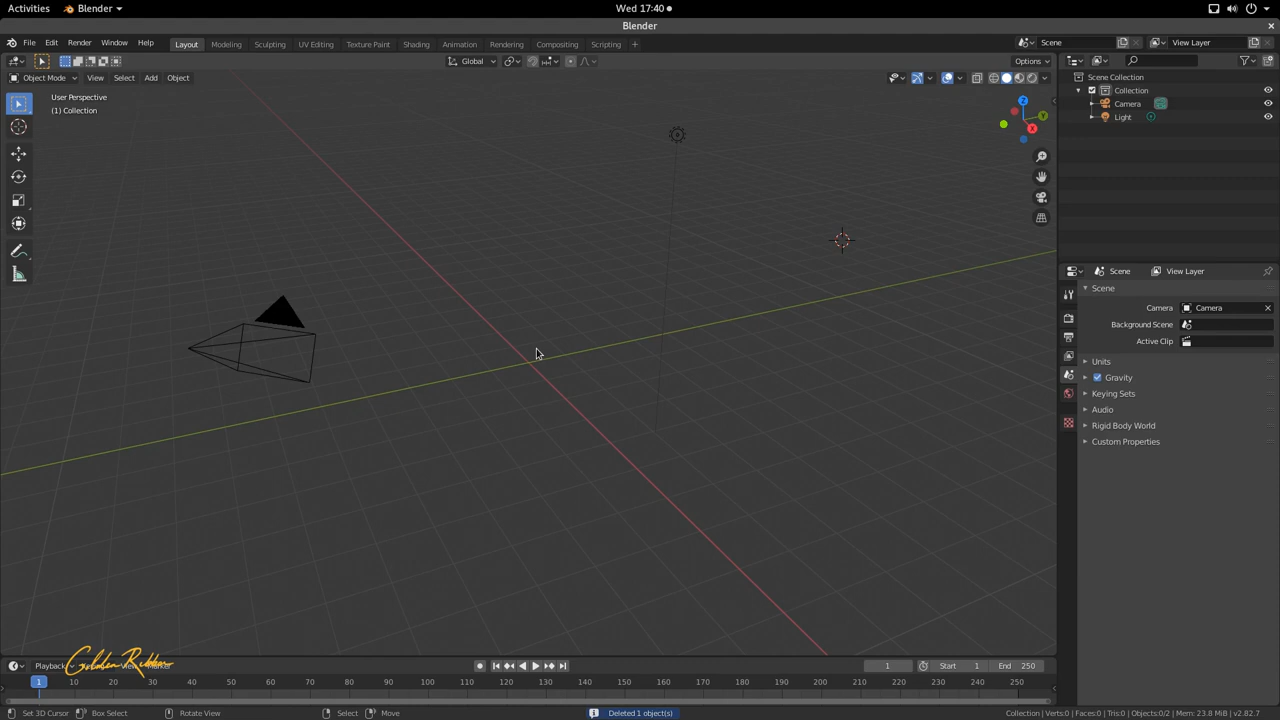 Activities Blender Wed 17:40
Blender
File Edit Render Window Help Layout Modeling Sculpting UV Editing Texture Paint Shading Animation Rendering Compositing Scripting + Scene View Layer
Global Options
Object Mode View Select Add Object
User Perspective
(1) Collection
Scene Collection
Collection
Camera
Light
X
Y
Z
Scene View Layer
Scene
Camera Camera
Background Scene
Active Clip
Units
Gravity
Keying Sets
Audio
Rigid Body World
Custom Properties
Golden Ribbon
Playback Marker 1 Start 1 End 250
1 10 20 30 40 50 60 70 80 90 100 110 120 130 140 150 160 170 180 190 200 210 220 230 240 250
Set 3D Cursor Box Select Rotate View Select Move Deleted 1 object(s) Collection | Verts:0 | Faces:0 | Tris:0 | Objects:0/2 | Mem: 23.8 MiB | v2.82.7